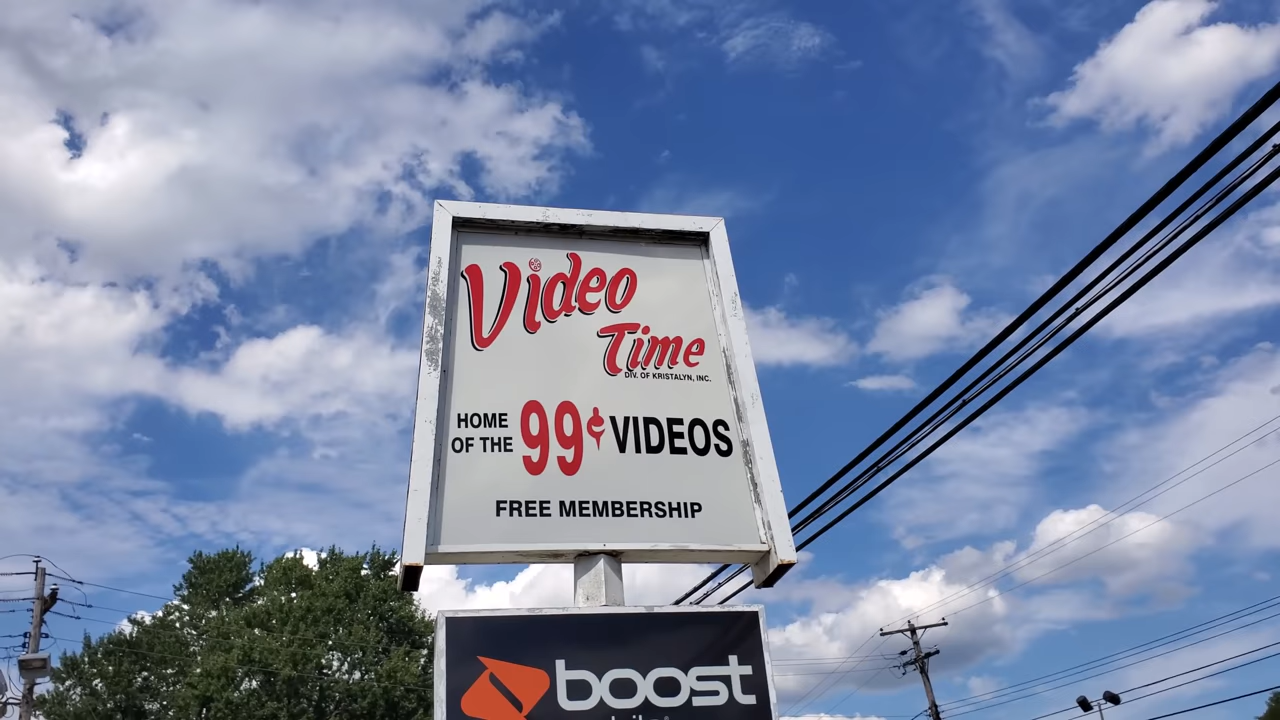 Video
Time
DIV. OF KRISTALYN, INC.
HOME
OF THE 99¢ VIDEOS
FREE MEMBERSHIP
boost